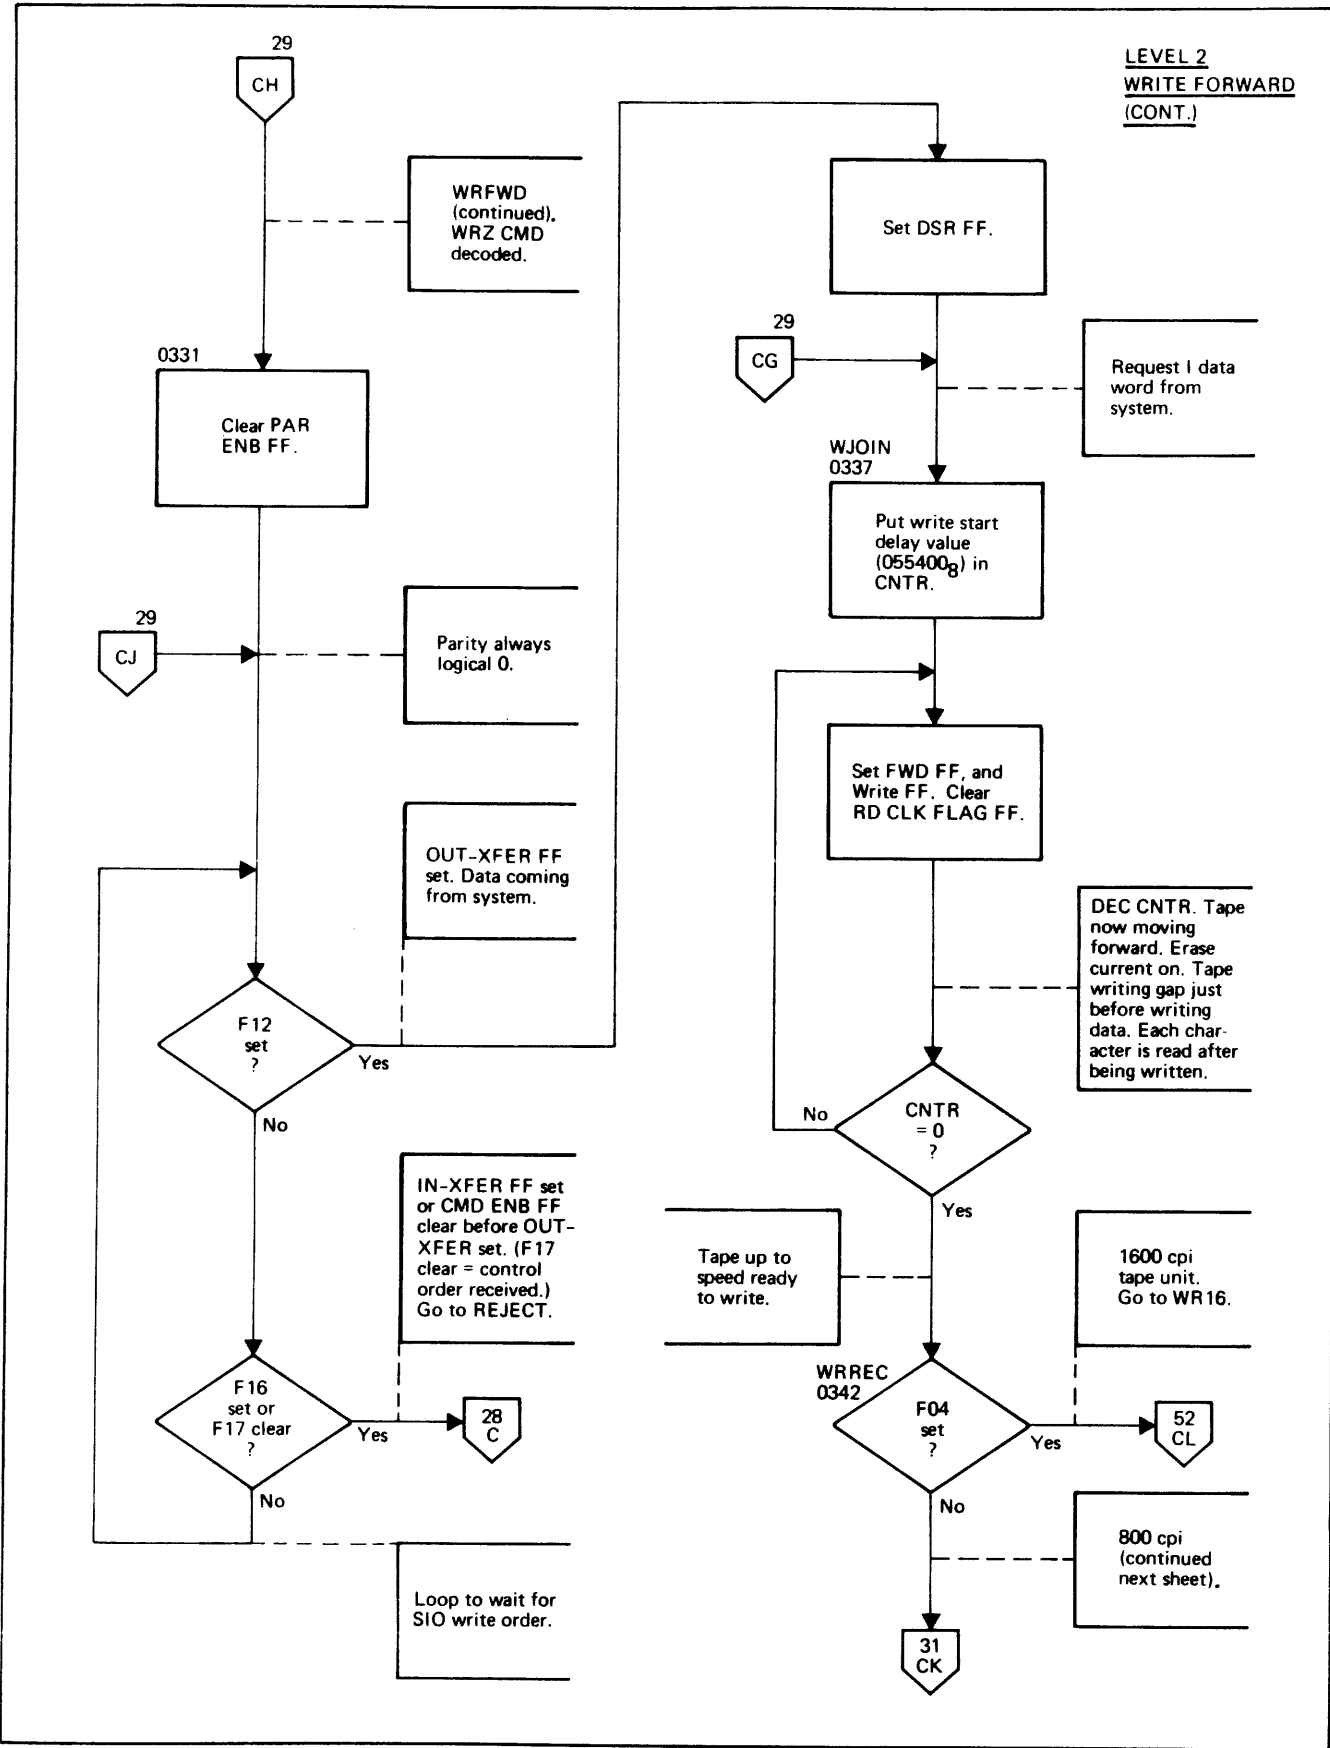 LEVEL 2
WRITE FORWARD
(CONT.)
29
CH
WRFWD
(continued).
WRZ CMD
decoded.
0331
Clear PAR
ENB FF.
29
CJ
Parity always
logical 0.
OUT-XFER FF
set. Data coming
from system.
F12
set
?
Yes
No
IN-XFER FF set
or CMD ENB FF
clear before OUT-
XFER set. (F17
clear = control
order received.)
Go to REJECT.
F16
set or
F17 clear
?
Yes
28
C
No
Loop to wait for
SIO write order.
Set DSR FF.
29
CG
Request I data
word from
system.
WJOIN
0337
Put write start
delay value
(055400₈) in
CNTR.
Set FWD FF, and
Write FF. Clear
RD CLK FLAG FF.
DEC CNTR. Tape
now moving
forward. Erase
current on. Tape
writing gap just
before writing
data. Each char-
acter is read after
being written.
No
CNTR
= 0
?
Yes
Tape up to
speed ready
to write.
1600 cpi
tape unit.
Go to WR16.
WRREC
0342
F04
set
?
Yes
52
CL
No
800 cpi
(continued
next sheet).
31
CK